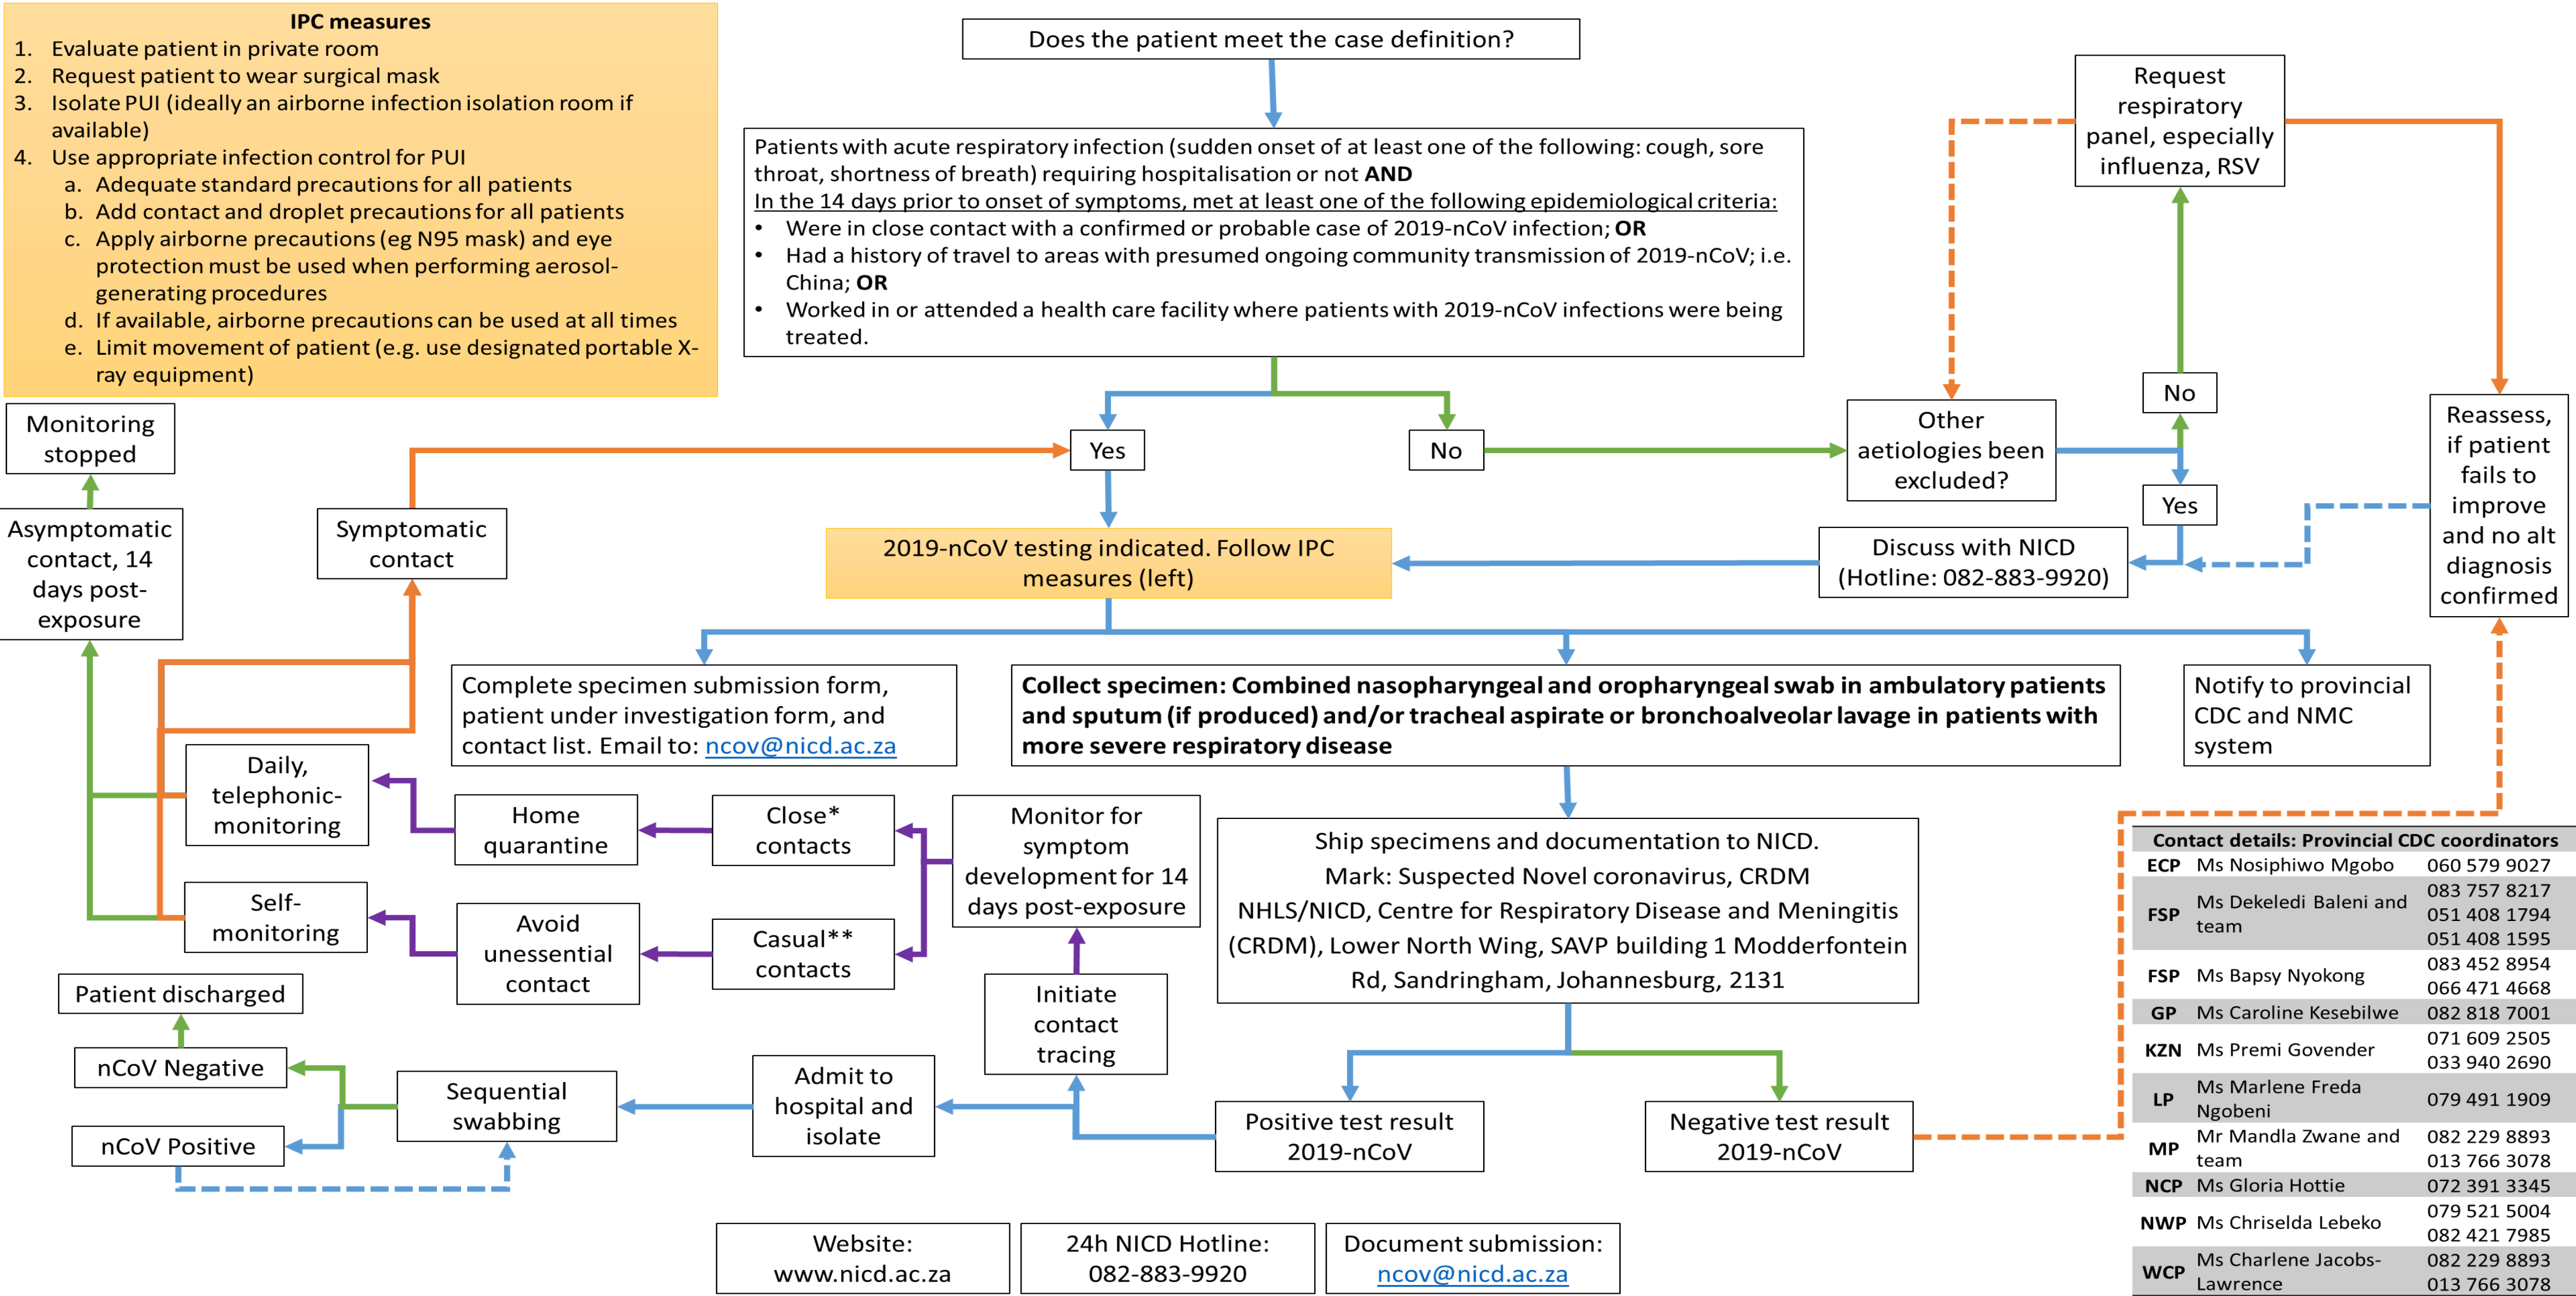 IPC measures
1. Evaluate patient in private room
2. Request patient to wear surgical mask
3. Isolate PUI (ideally an airborne infection isolation room if
available)
4. Use appropriate infection control for PUI
a. Adequate standard precautions for all patients
b. Add contact and droplet precautions for all patients
c. Apply airborne precautions (eg N95 mask) and eye
protection must be used when performing aerosol-
generating procedures
d. If available, airborne precautions can be used at all times
e. Limit movement of patient (e.g. use designated portable X-
ray equipment)
Does the patient meet the case definition?
Patients with acute respiratory infection (sudden onset of at least one of the following: cough, sore
throat, shortness of breath) requiring hospitalisation or not AND
In the 14 days prior to onset of symptoms, met at least one of the following epidemiological criteria:
• Were in close contact with a confirmed or probable case of 2019-nCoV infection; OR
• Had a history of travel to areas with presumed ongoing community transmission of 2019-nCoV; i.e.
China; OR
• Worked in or attended a health care facility where patients with 2019-nCoV infections were being
treated.
Request
respiratory
panel, especially
influenza, RSV
No
Monitoring
stopped
Yes
No
Other
aetiologies been
excluded?
Yes
Reassess,
if patient
fails to
improve
and no alt
diagnosis
confirmed
Asymptomatic
contact, 14
days post-
exposure
Symptomatic
contact
2019-nCoV testing indicated. Follow IPC
measures (left)
Discuss with NICD
(Hotline: 082-883-9920)
Complete specimen submission form,
patient under investigation form, and
contact list. Email to: ncov@nicd.ac.za
Collect specimen: Combined nasopharyngeal and oropharyngeal swab in ambulatory patients
and sputum (if produced) and/or tracheal aspirate or bronchoalveolar lavage in patients with
more severe respiratory disease
Notify to provincial
CDC and NMC
system
Daily,
telephonic-
monitoring
Home
quarantine
Close*
contacts
Monitor for
symptom
development for 14
days post-exposure
Self-
monitoring
Avoid
unessential
contact
Casual**
contacts
Ship specimens and documentation to NICD.
Mark: Suspected Novel coronavirus, CRDM
NHLS/NICD, Centre for Respiratory Disease and Meningitis
(CRDM), Lower North Wing, SAVP building 1 Modderfontein
Rd, Sandringham, Johannesburg, 2131
Patient discharged
nCoV Negative
nCoV Positive
Sequential
swabbing
Admit to
hospital and
isolate
Initiate
contact
tracing
Positive test result
2019-nCoV
Negative test result
2019-nCoV
Contact details: Provincial CDC coordinators
ECP Ms Nosiphiwo Mgobo 060 579 9027
FSP Ms Dekeledi Baleni and
team
083 757 8217
051 408 1794
051 408 1595
FSP Ms Bapsy Nyokong 083 452 8954
066 471 4668
GP Ms Caroline Kesebilwe 082 818 7001
KZN Ms Premi Govender 071 609 2505
033 940 2690
LP Ms Marlene Freda
Ngobeni
079 491 1909
MP Mr Mandla Zwane and
team
082 229 8893
013 766 3078
NCP Ms Gloria Hottie 072 391 3345
NWP Ms Chriselda Lebeko 079 521 5004
082 421 7985
WCP Ms Charlene Jacobs-
Lawrence
082 229 8893
013 766 3078
Website:
www.nicd.ac.za
24h NICD Hotline:
082-883-9920
Document submission:
ncov@nicd.ac.za